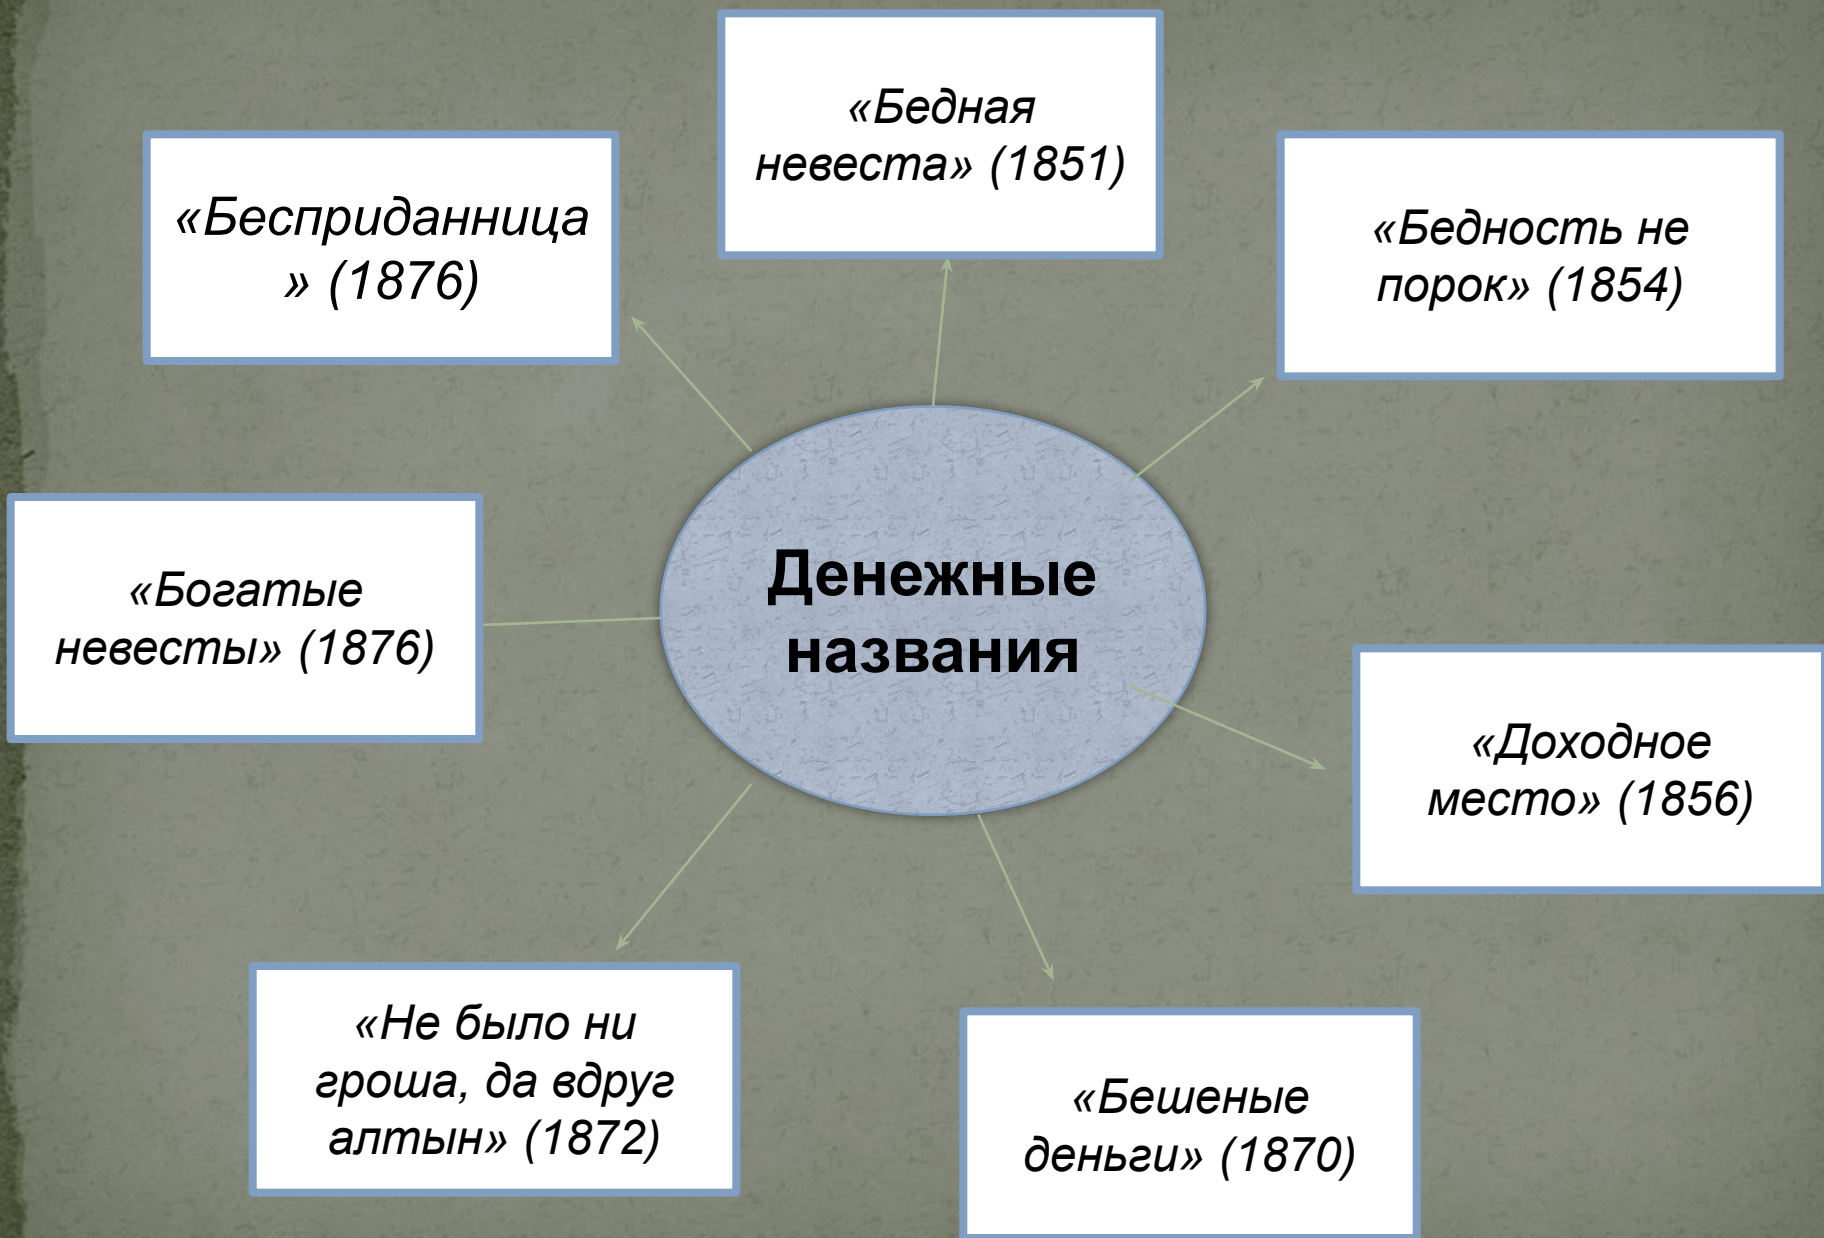 «Бедная
невеста» (1851)
«Бесприданница
» (1876)
«Бедность не
порок» (1854)
Денежные
названия
«Богатые
невесты» (1876)
«Доходное
место» (1856)
«Не было ни
гроша, да вдруг
алтын» (1872)
«Бешеные
деньги» (1870)